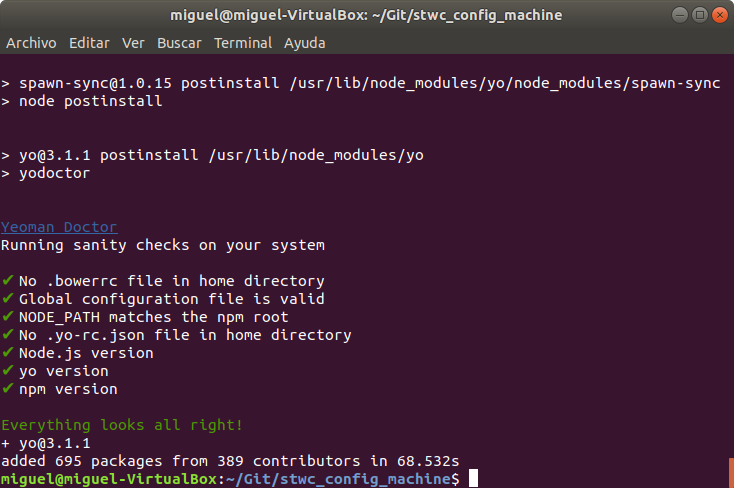 miguel@miguel-VirtualBox: ~/Git/stwc_config_machine
Archivo Editar Ver Buscar Terminal Ayuda
> spawn-sync@1.0.15 postinstall /usr/lib/node_modules/yo/node_modules/spawn-sync
> node postinstall
> yo@3.1.1 postinstall /usr/lib/node_modules/yo
> yodoctor
Yeoman Doctor
Running sanity checks on your system
✔ No .bowerrc file in home directory
✔ Global configuration file is valid
✔ NODE_PATH matches the npm root
✔ No .yo-rc.json file in home directory
✔ Node.js version
✔ yo version
✔ npm version
Everything looks all right!
+ yo@3.1.1
added 695 packages from 389 contributors in 68.532s
miguel@miguel-VirtualBox:~/Git/stwc_config_machine$